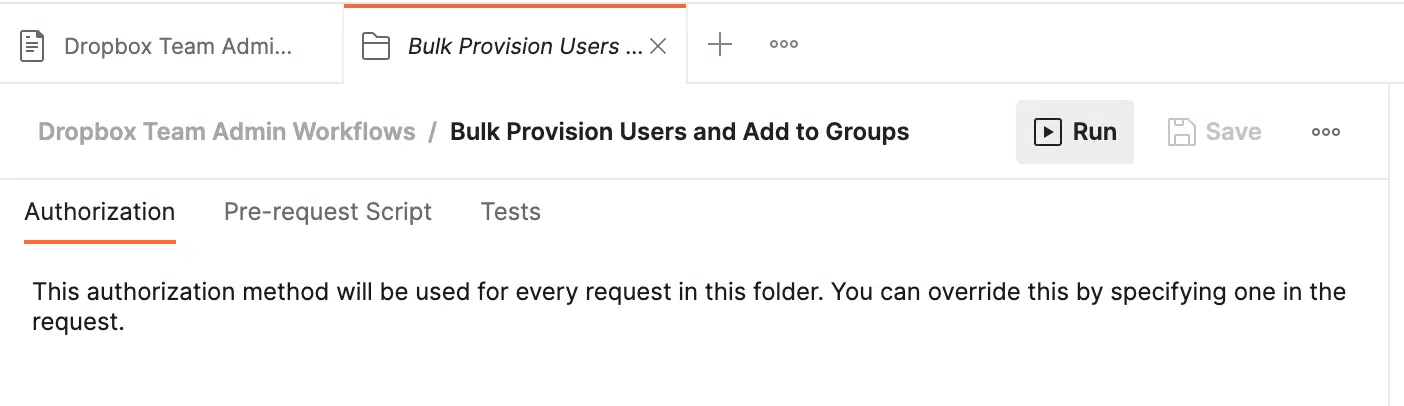 Dropbox Team Admi...
Bulk Provision Users ...
Dropbox Team Admin Workflows / Bulk Provision Users and Add to Groups
Run
Save
Authorization
Pre-request Script
Tests
This authorization method will be used for every request in this folder. You can override this by specifying one in the
request.